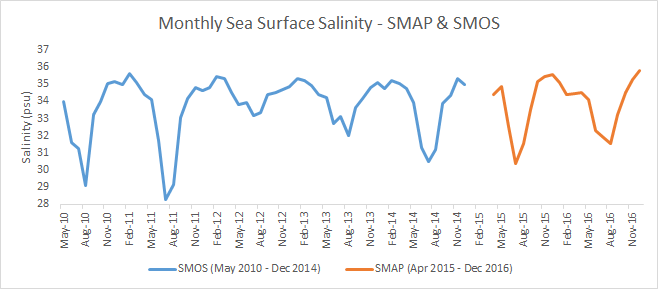 Monthly Sea Surface Salinity - SMAP & SMOS
37
36
35
34
33
32
31
30
29
28
Salinity (psu)
May-10
Aug-10
Nov-10
Feb-11
May-11
Aug-11
Nov-11
Feb-12
May-12
Aug-12
Nov-12
Feb-13
May-13
Aug-13
Nov-13
Feb-14
May-14
Aug-14
Nov-14
Feb-15
May-15
Aug-15
Nov-15
Feb-16
May-16
Aug-16
Nov-16
SMOS (May 2010 - Dec 2014)
SMAP (Apr 2015 - Dec 2016)